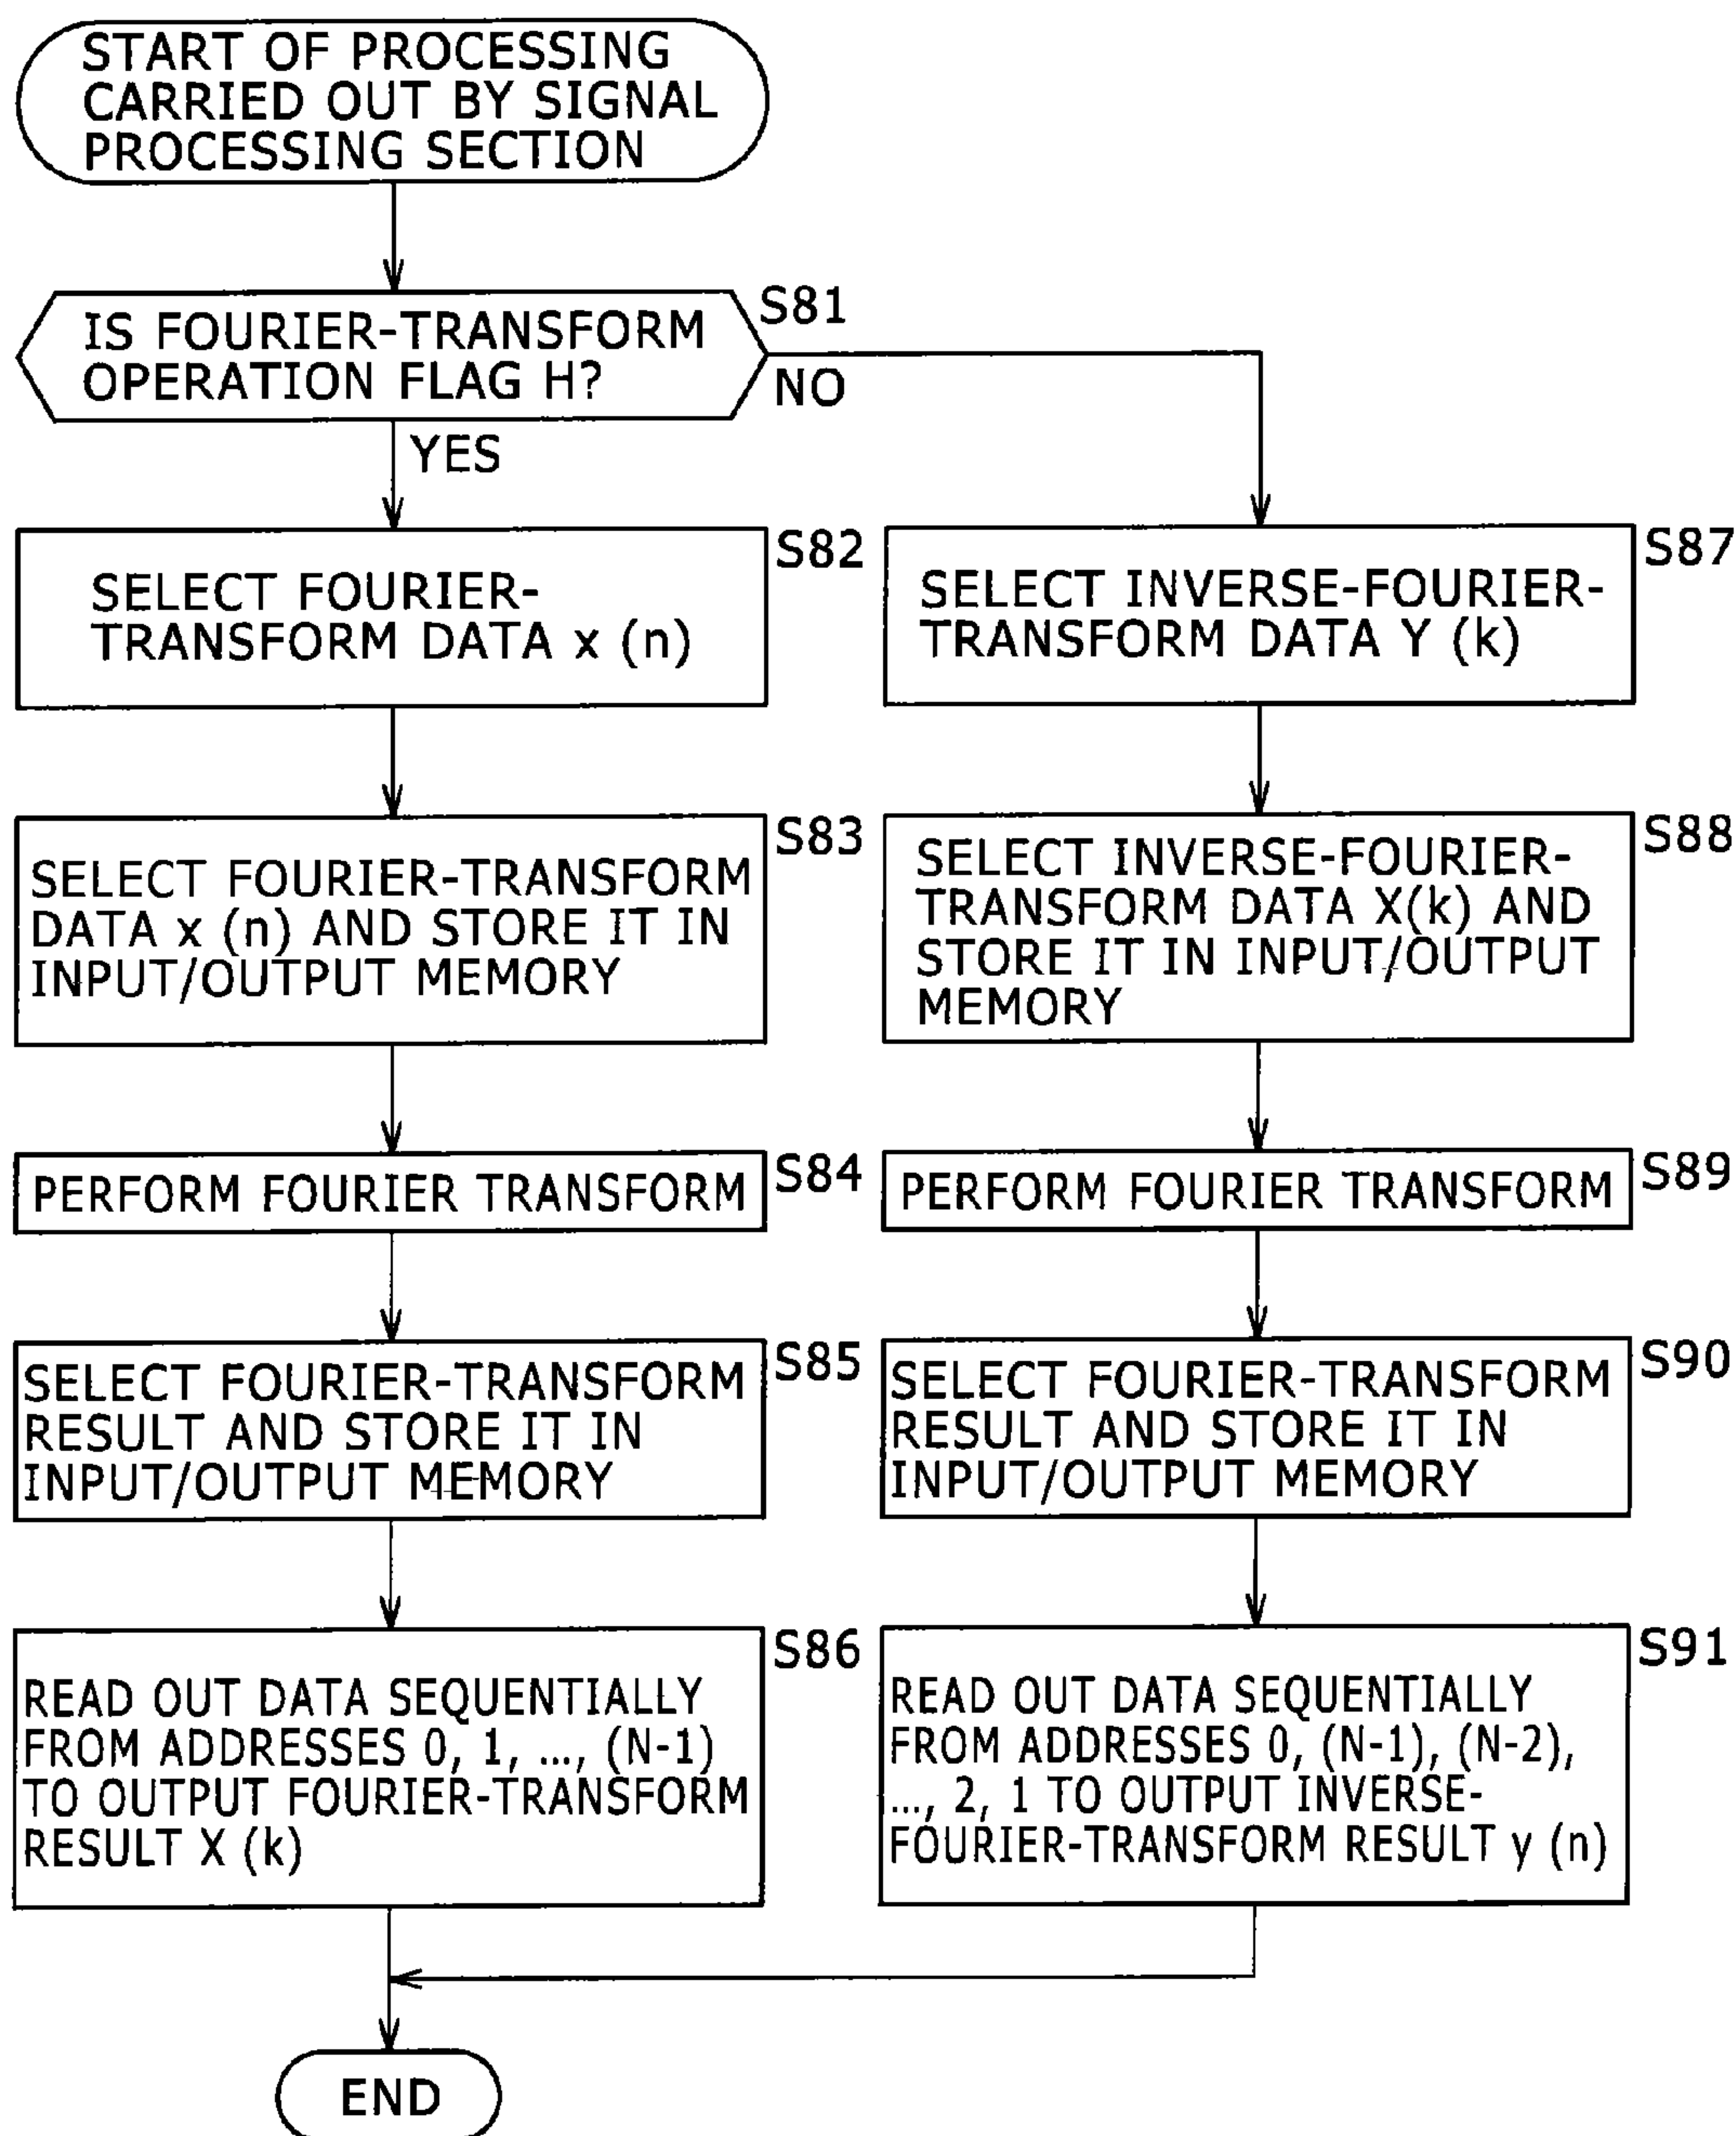 START OF PROCESSING
CARRIED OUT BY SIGNAL
PROCESSING SECTION
S81
IS FOURIER-TRANSFORM
OPERATION FLAG H?
NO
YES
S82
SELECT FOURIER-
TRANSFORM DATA x (n)
S83
SELECT FOURIER-TRANSFORM
DATA x (n) AND STORE IT IN
INPUT/OUTPUT MEMORY
S84
PERFORM FOURIER TRANSFORM
S85
SELECT FOURIER-TRANSFORM
RESULT AND STORE IT IN
INPUT/OUTPUT MEMORY
S86
READ OUT DATA SEQUENTIALLY
FROM ADDRESSES 0, 1, ..., (N-1)
TO OUTPUT FOURIER-TRANSFORM
RESULT X (k)
S87
SELECT INVERSE-FOURIER-
TRANSFORM DATA Y (k)
S88
SELECT INVERSE-FOURIER-
TRANSFORM DATA X(k) AND
STORE IT IN INPUT/OUTPUT
MEMORY
S89
PERFORM FOURIER TRANSFORM
S90
SELECT FOURIER-TRANSFORM
RESULT AND STORE IT IN
INPUT/OUTPUT MEMORY
S91
READ OUT DATA SEQUENTIALLY
FROM ADDRESSES 0, (N-1), (N-2),
..., 2, 1 TO OUTPUT INVERSE-
FOURIER-TRANSFORM RESULT y (n)
END